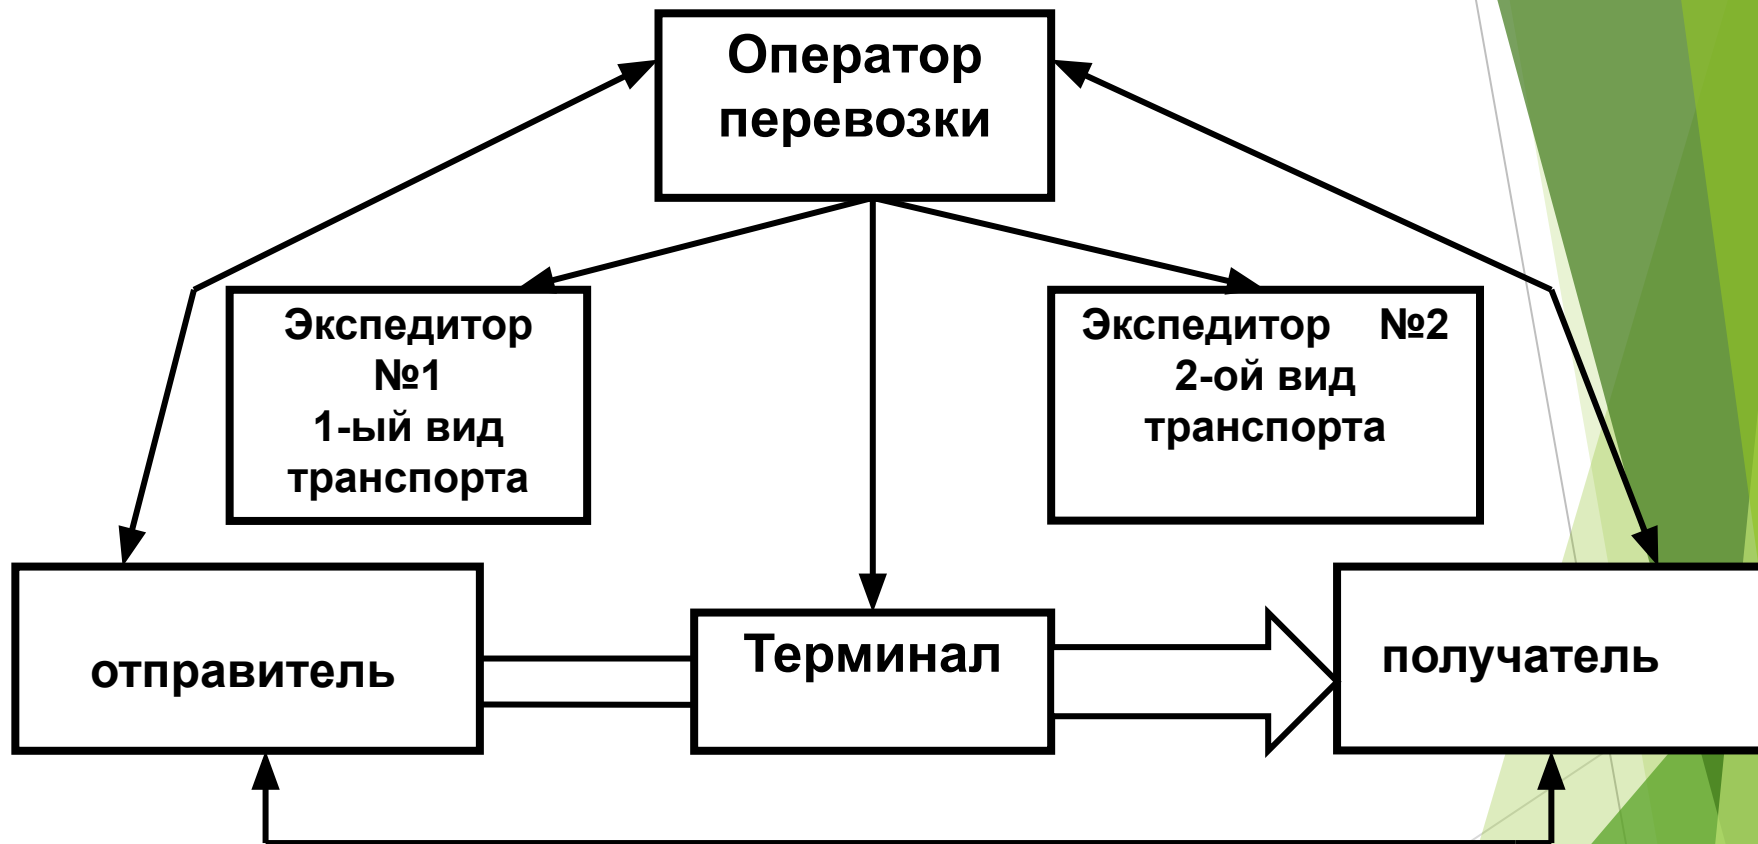 Оператор
перевозки
Экспедитор
№1
1-ый вид
транспорта
Экспедитор №2
2-ой вид
транспорта
отправитель
Терминал
получатель